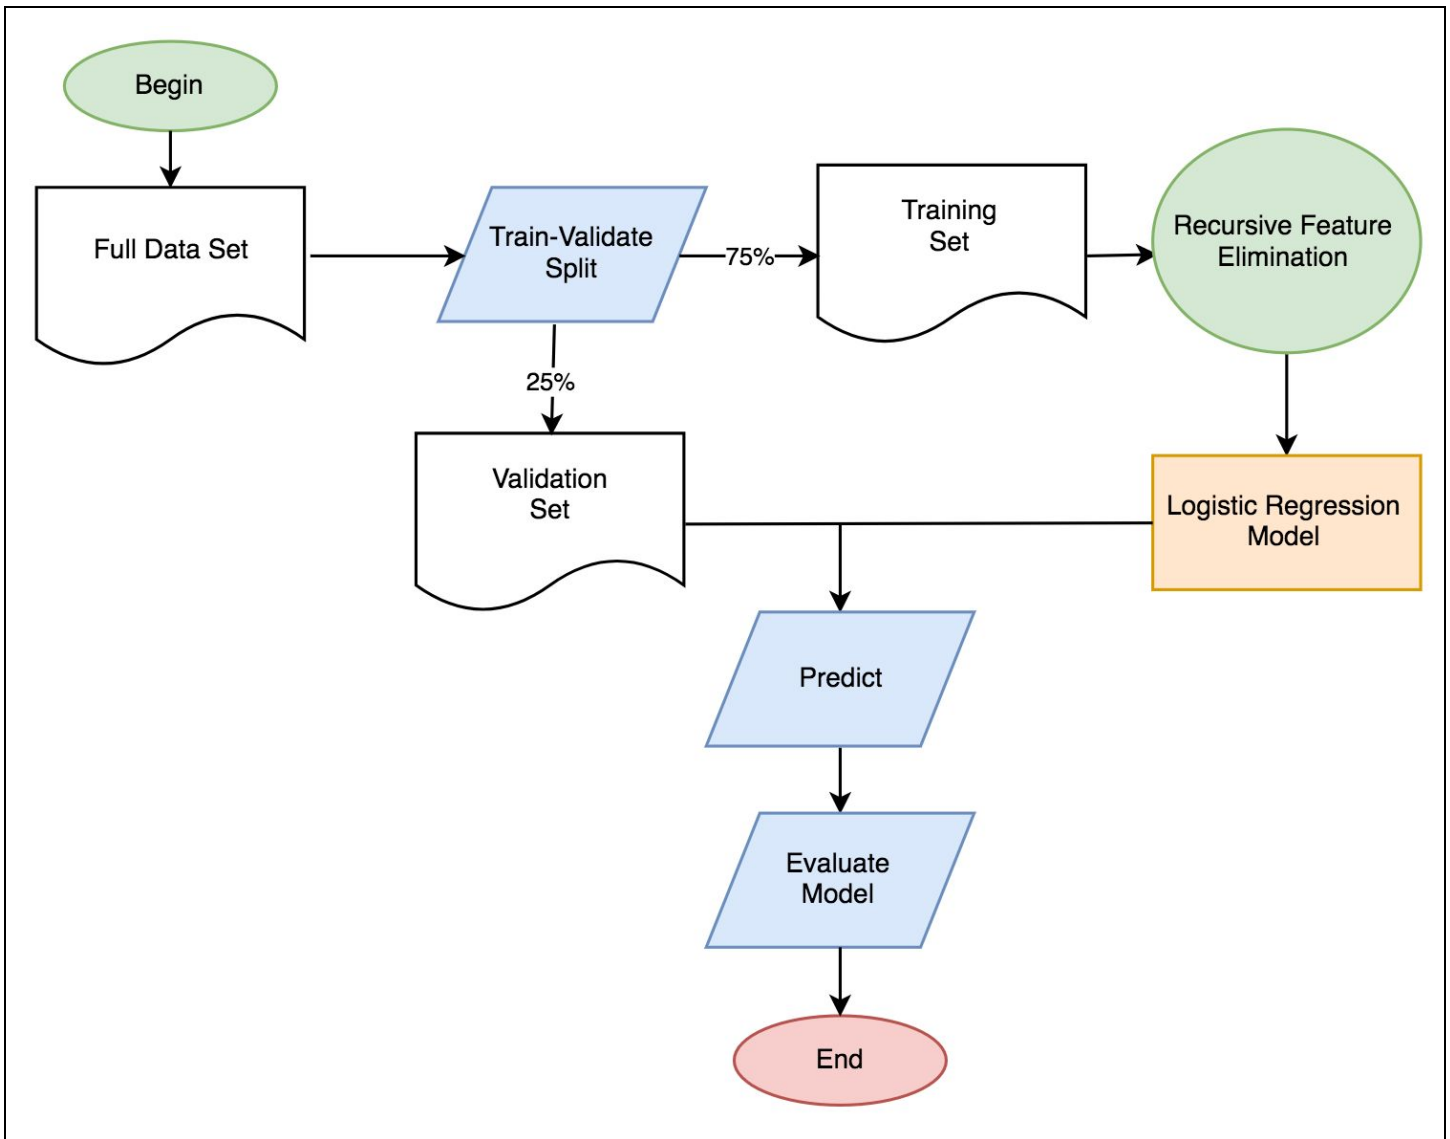 Begin
Full Data Set
Train-Validate
Split
75%
Training
Set
Recursive Feature
Elimination
25%
Validation
Set
Logistic Regression
Model
Predict
Evaluate
Model
End